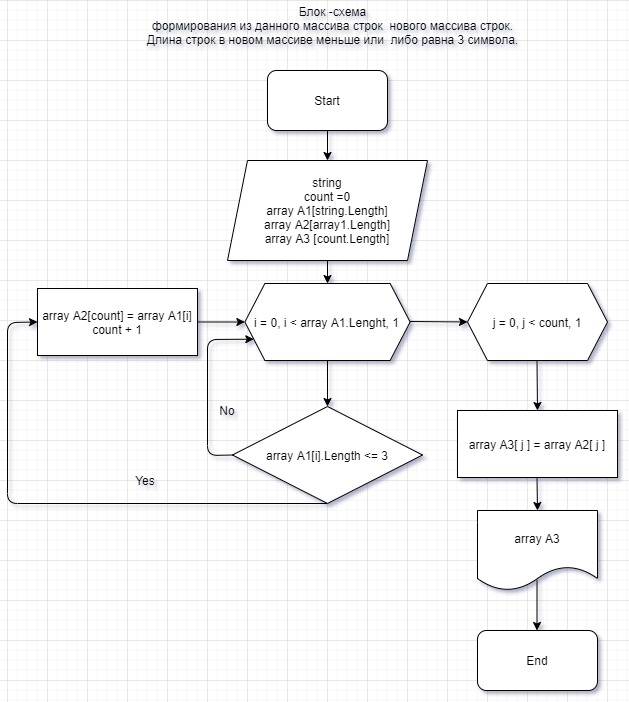 Блок -схема
формирования из данного массива строк нового массива строк.
Длина строк в новом массиве меньше или либо равна 3 символа.
Start
string
count =0
array A1[string.Length]
array A2[array1.Length]
array A3 [count.Length]
array A2[count] = array A1[i]
count + 1
i = 0, i < array A1.Lenght, 1
j = 0, j < count, 1
No
array A1[i].Length <= 3
array A3[ j ] = array A2[ j ]
Yes
array A3
End